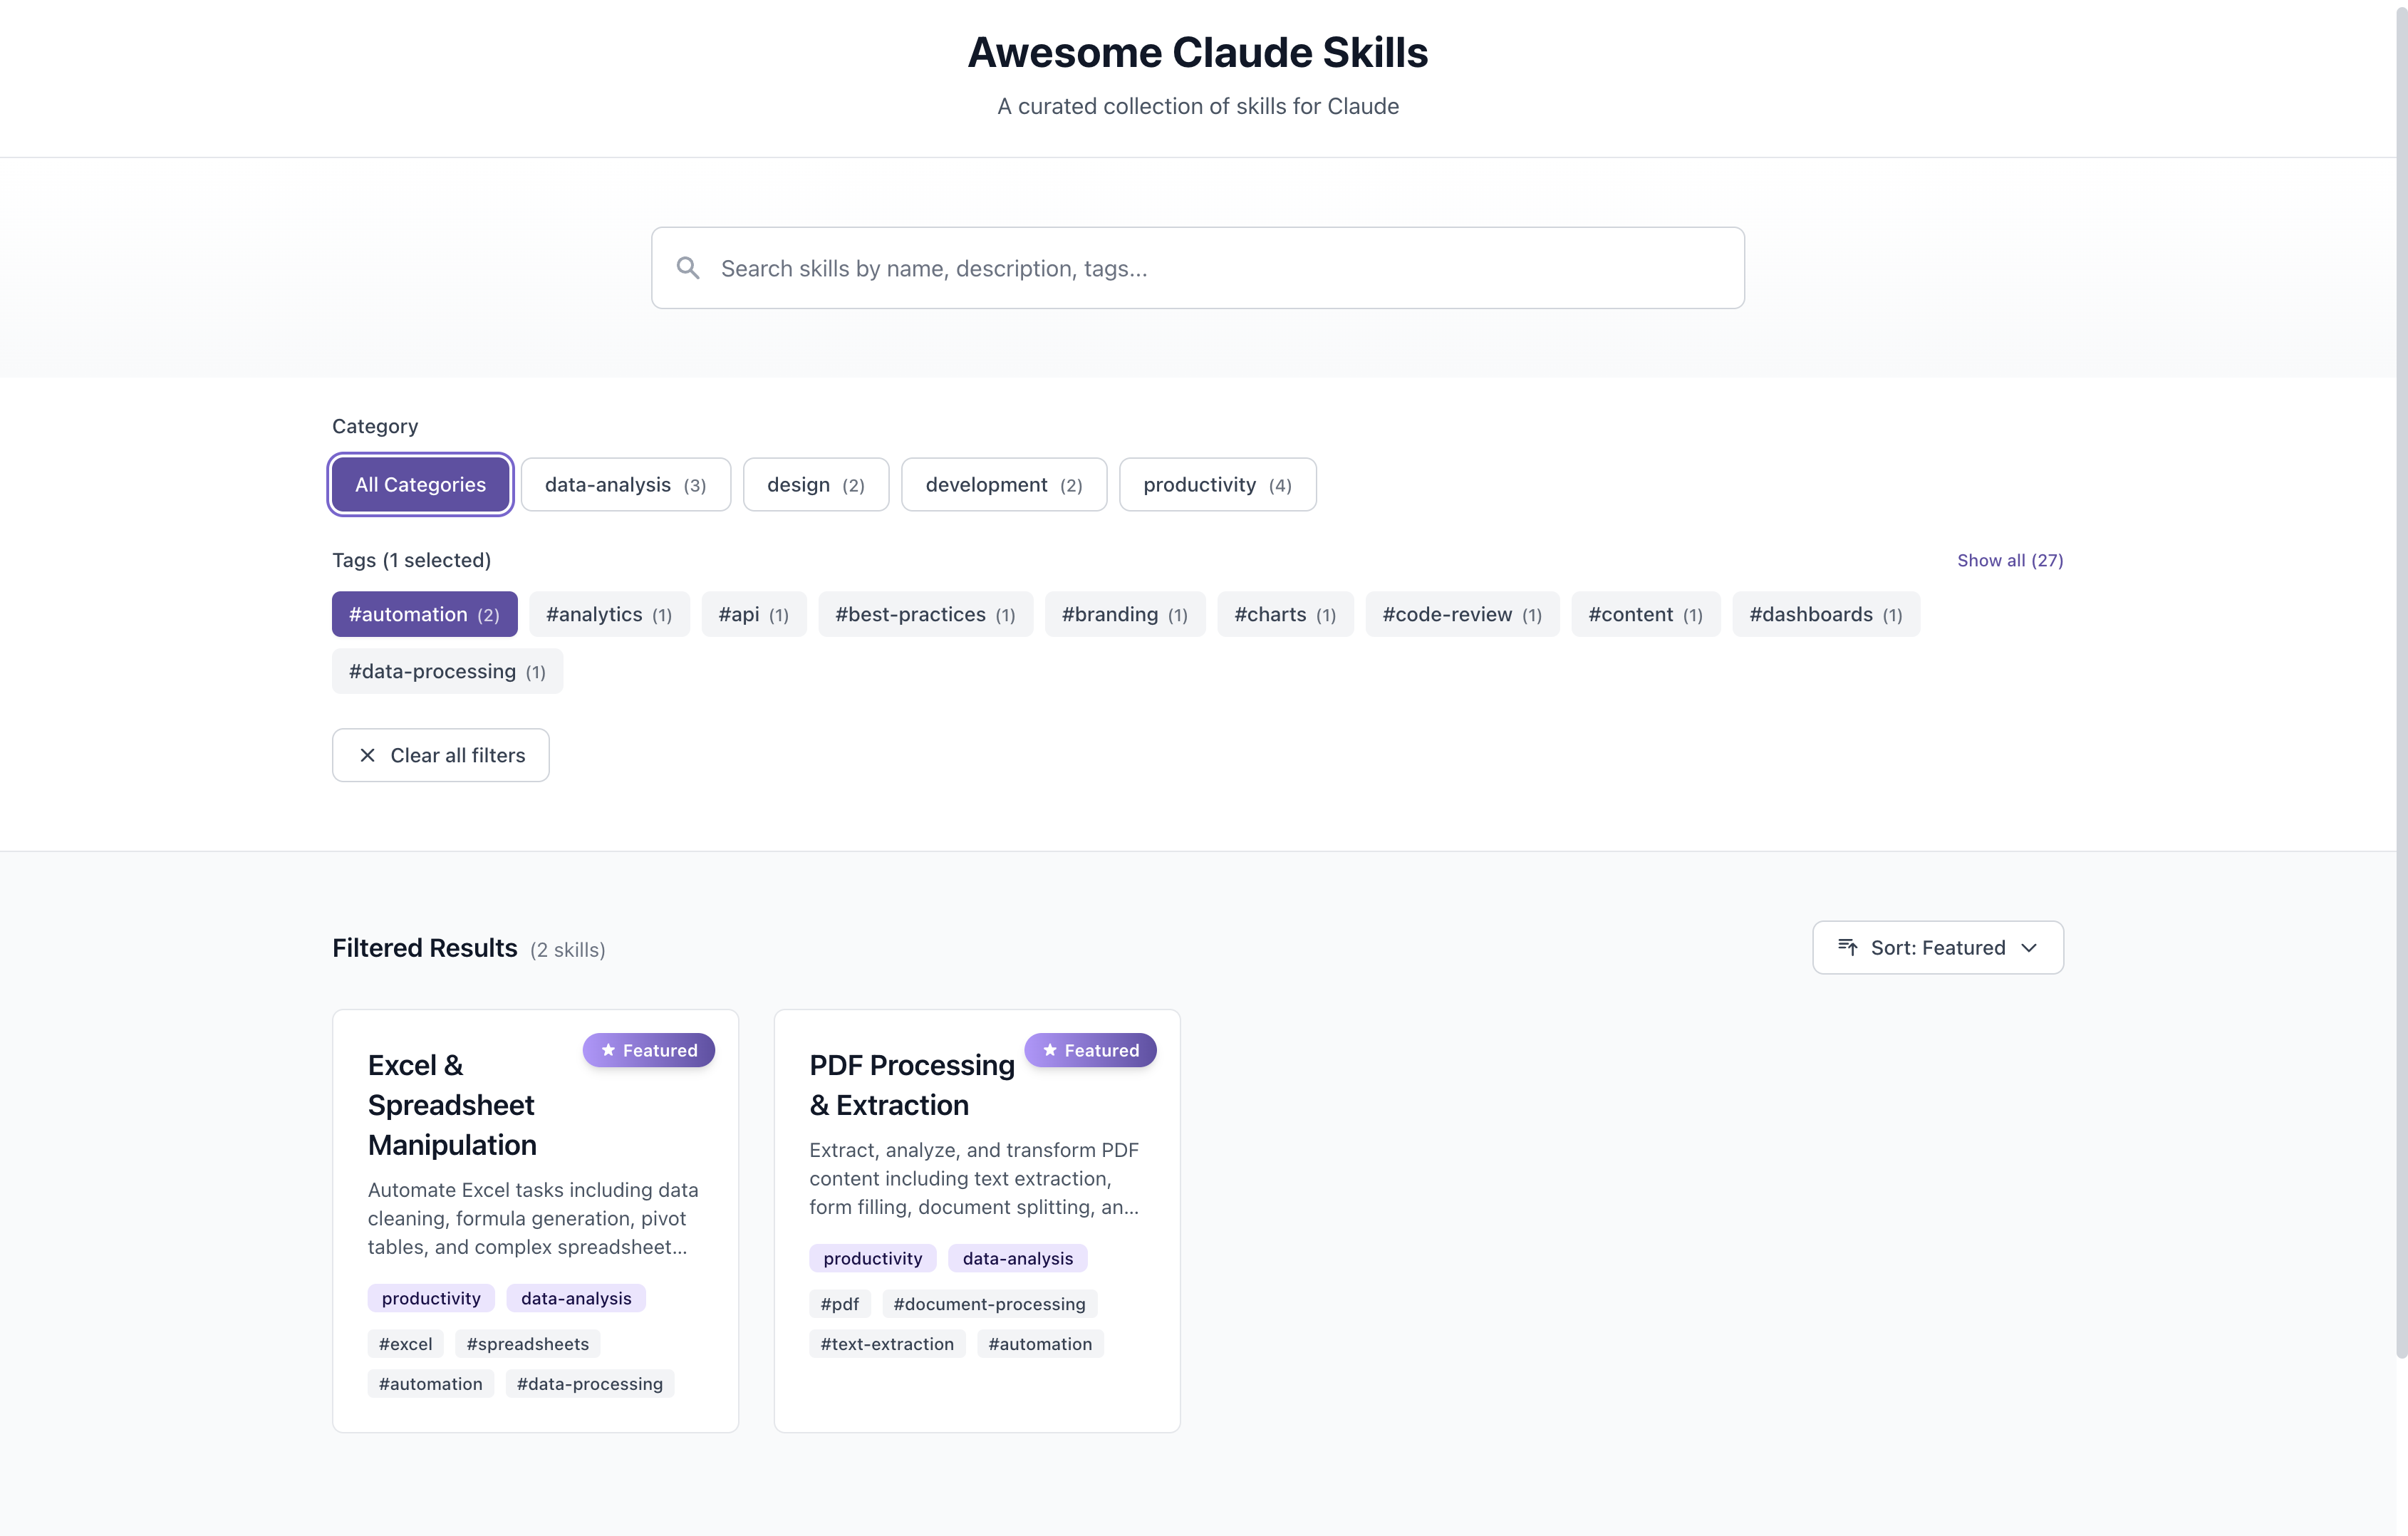 Awesome Claude Skills
A curated collection of skills for Claude
Search skills by name, description, tags...
Category
All Categories data-analysis (3) design (2) development (2) productivity (4)
Tags (1 selected) Show all (27)
#automation (2) #analytics (1) #api (1) #best-practices (1) #branding (1) #charts (1) #code-review (1) #content (1) #dashboards (1)
#data-processing (1)
Clear all filters
Filtered Results (2 skills) Sort: Featured
Featured
Excel &
Spreadsheet
Manipulation
Automate Excel tasks including data
cleaning, formula generation, pivot
tables, and complex spreadsheet...
productivity data-analysis
#excel #spreadsheets
#automation #data-processing
Featured
PDF Processing
& Extraction
Extract, analyze, and transform PDF
content including text extraction,
form filling, document splitting, an...
productivity data-analysis
#pdf #document-processing
#text-extraction #automation